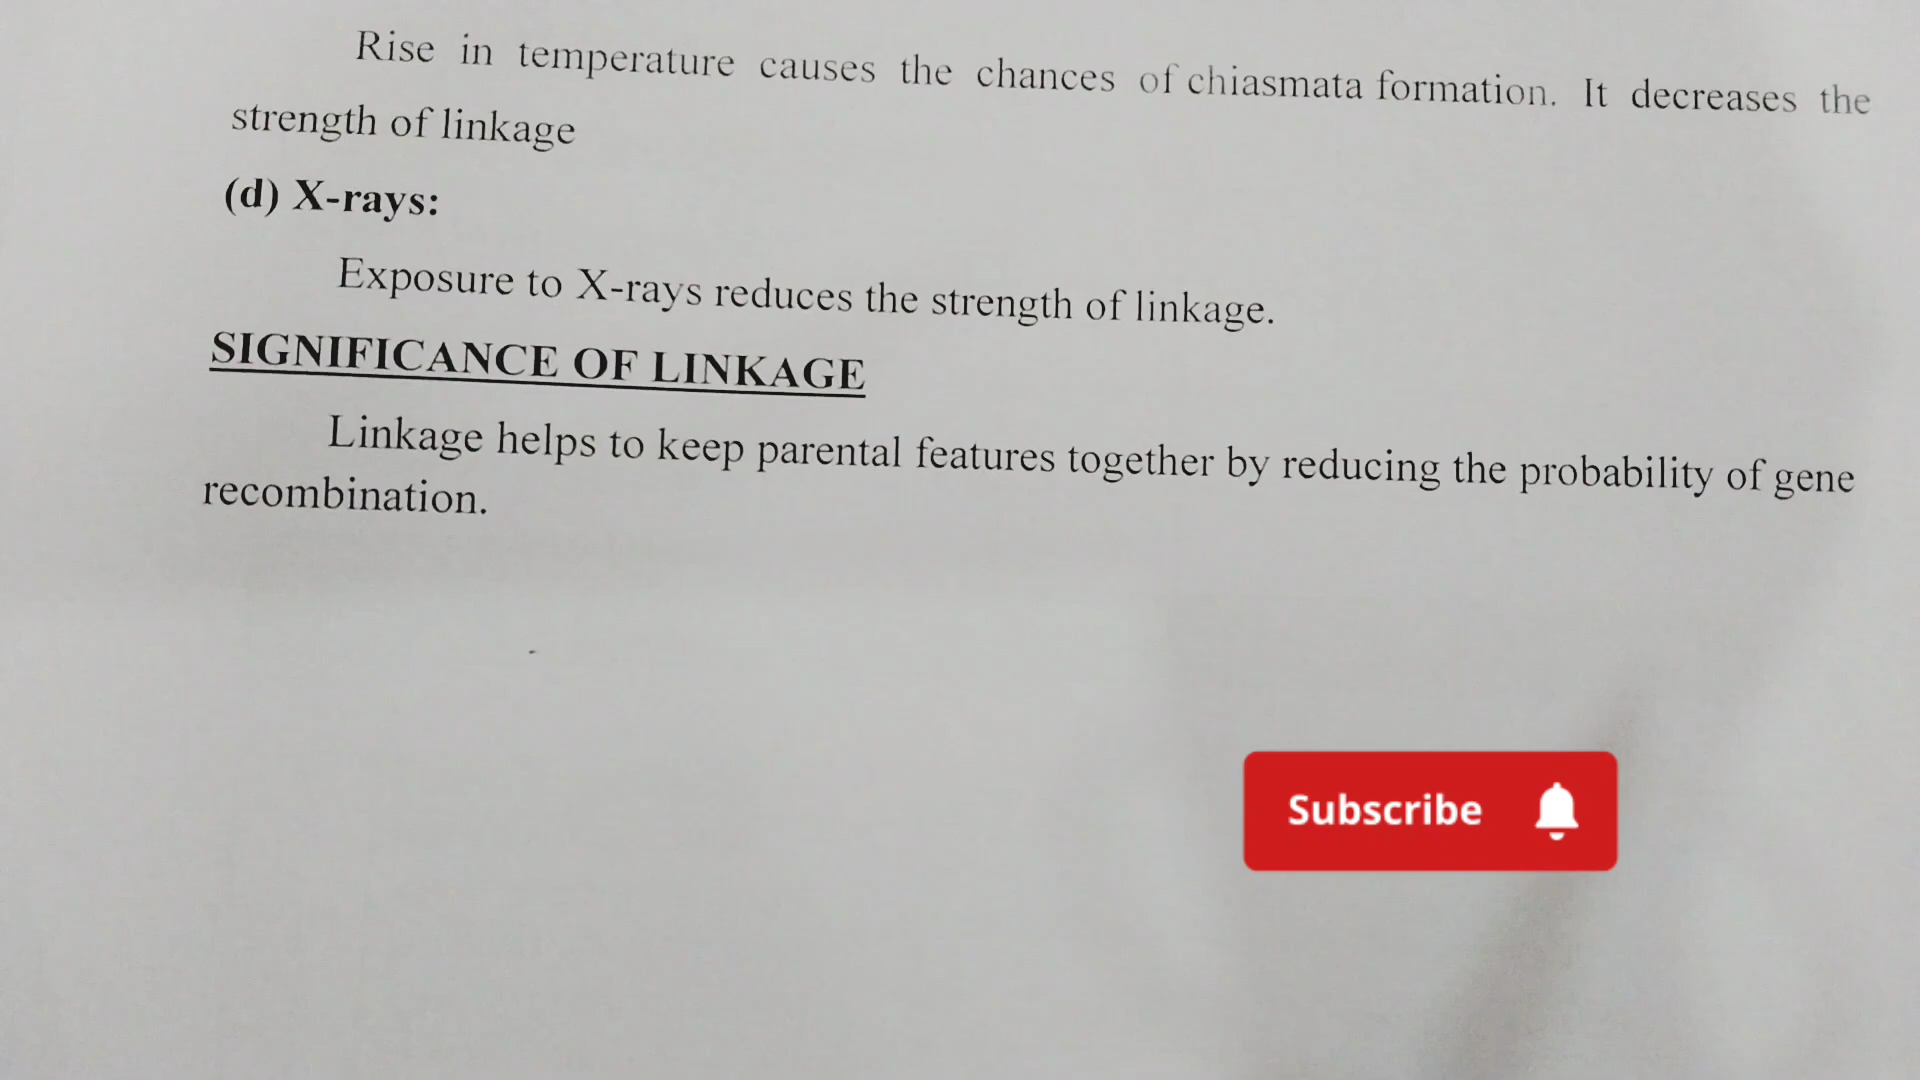 Rise in temperature causes the chances of chiasmata formation. It decreases the
strength of linkage
(d) X-rays:
Exposure to X-rays reduces the strength of linkage.
SIGNIFICANCE OF LINKAGE
Linkage helps to keep parental features together by reducing the probability of gene
recombination.
Subscribe